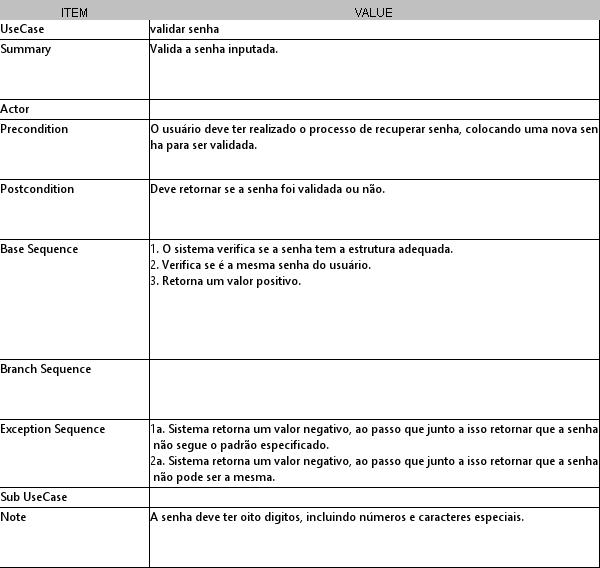 ITEM VALUE
UseCase validar senha
Summary Valida a senha inputada.
Actor
Precondition O usuário deve ter realizado o processo de recuperar senha, colocando uma nova sen
ha para ser validada.
Postcondition Deve retornar se a senha foi validada ou não.
Base Sequence 1. O sistema verifica se a senha tem a estrutura adequada.
2. Verifica se é a mesma senha do usuário.
3. Retorna um valor positivo.
Branch Sequence
Exception Sequence 1a. Sistema retorna um valor negativo, ao passo que junto a isso retornar que a senha
não segue o padrão especificado.
2a. Sistema retorna um valor negativo, ao passo que junto a isso retornar que a senha
não pode ser a mesma.
Sub UseCase
Note A senha deve ter oito digitos, incluindo números e caracteres especiais.